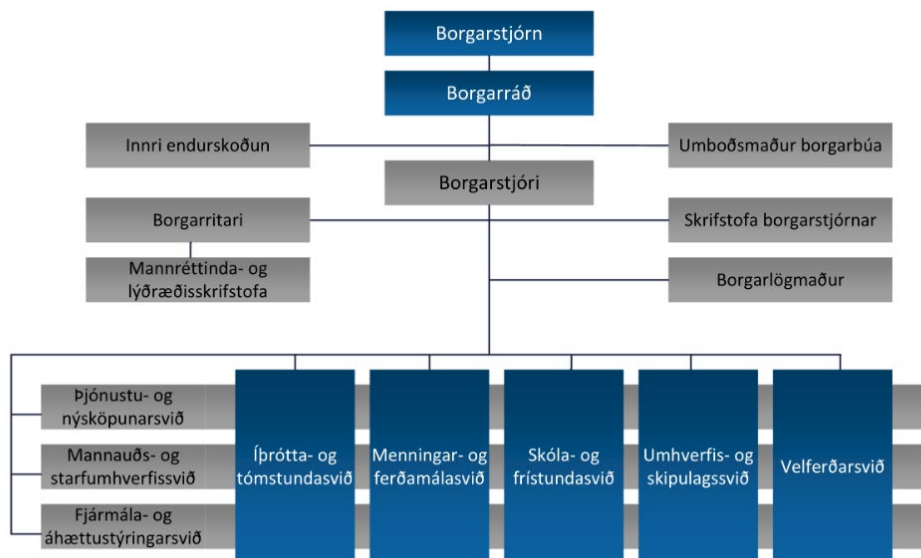 Borgarstjórn
Borgarráð
Innri endurskoðun
Umboðsmaður borgarbúa
Borgarstjóri
Borgarritari
Skrifstofa borgarstjórnar
Mannréttinda- og
lýðræðisskrifstofa
Borgarlögmaður
Þjónustu- og
nýsköpunarsvið
Mannauðs- og
starfumhverfissvið
Fjármála- og
áhættustýringarsvið
Íþrótta- og
tómstundasvið
Menningar- og
ferðamálasvið
Skóla- og
frístundasvið
Umhverfis- og
skipulagssvið
Velferðarsvið